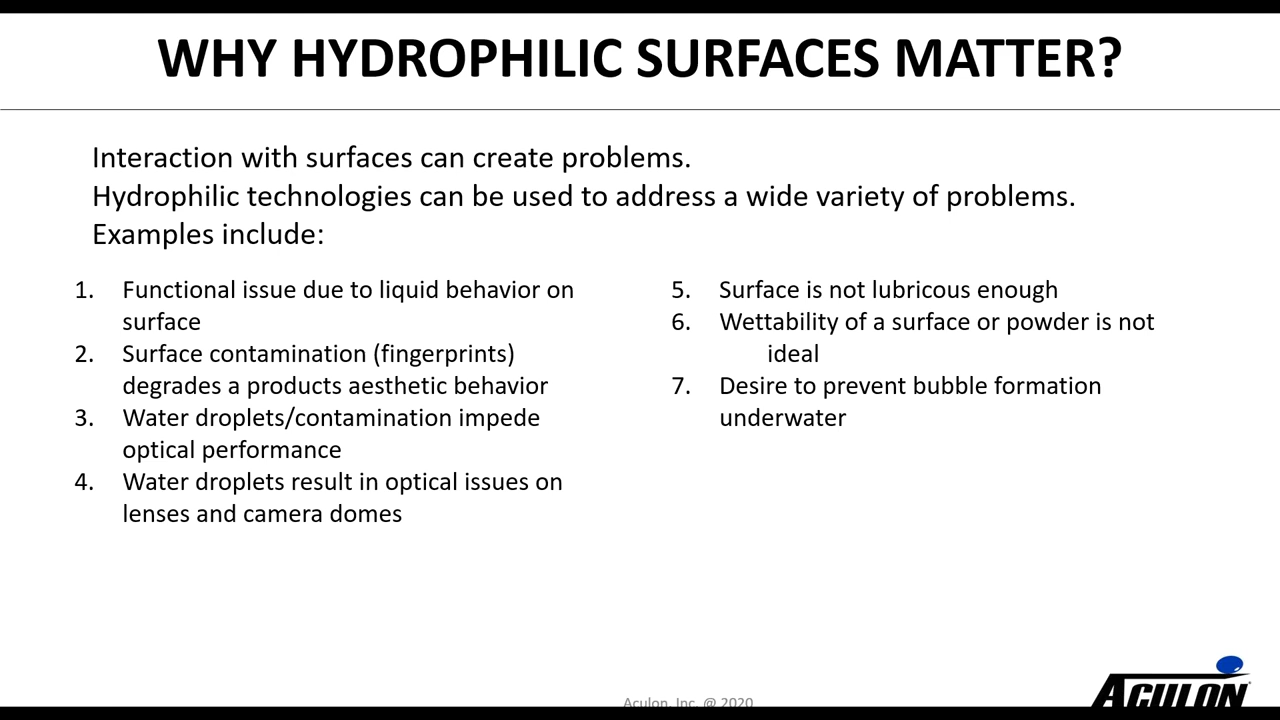 WHY HYDROPHILIC SURFACES MATTER?
Interaction with surfaces can create problems.
Hydrophilic technologies can be used to address a wide variety of problems.
Examples include:
1. Functional issue due to liquid behavior on
surface
2. Surface contamination (fingerprints)
degrades a products aesthetic behavior
3. Water droplets/contamination impede
optical performance
4. Water droplets result in optical issues on
lenses and camera domes
5. Surface is not lubricous enough
6. Wettability of a surface or powder is not
ideal
7. Desire to prevent bubble formation
underwater
Aculon, Inc. @ 2020
ACULON